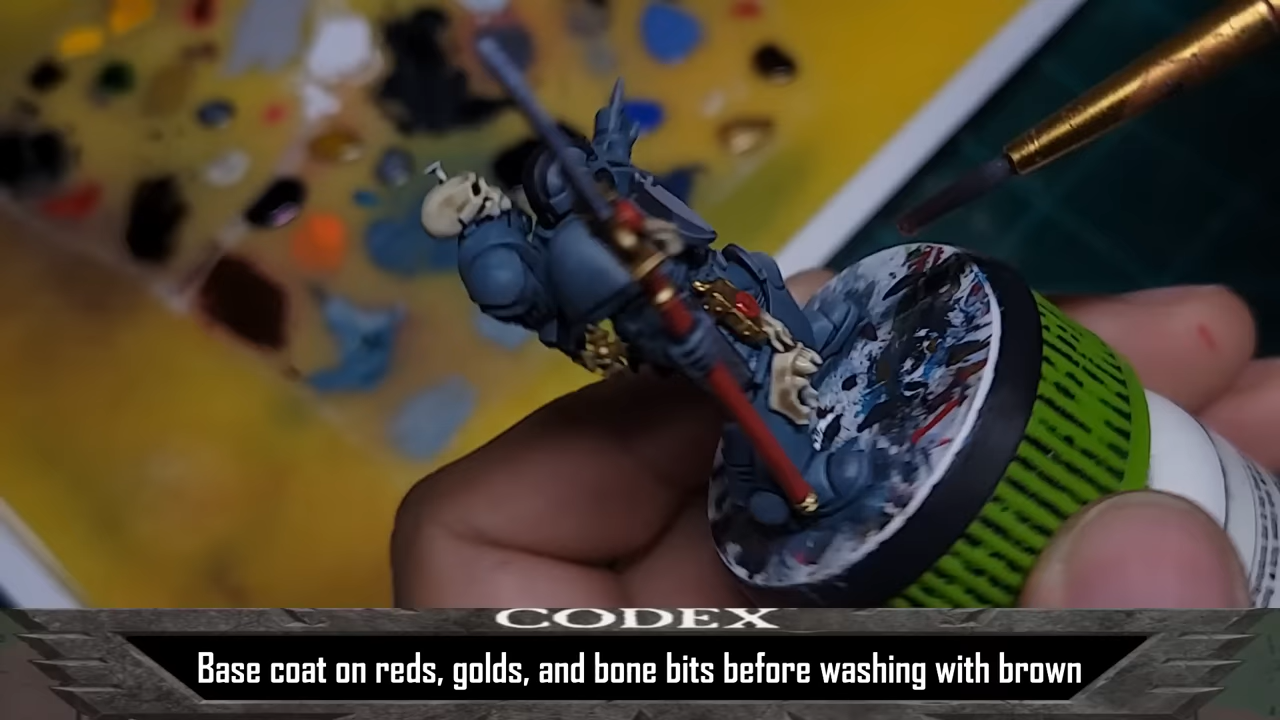 CODEX
Base coat on reds, golds, and bone bits before washing with brown